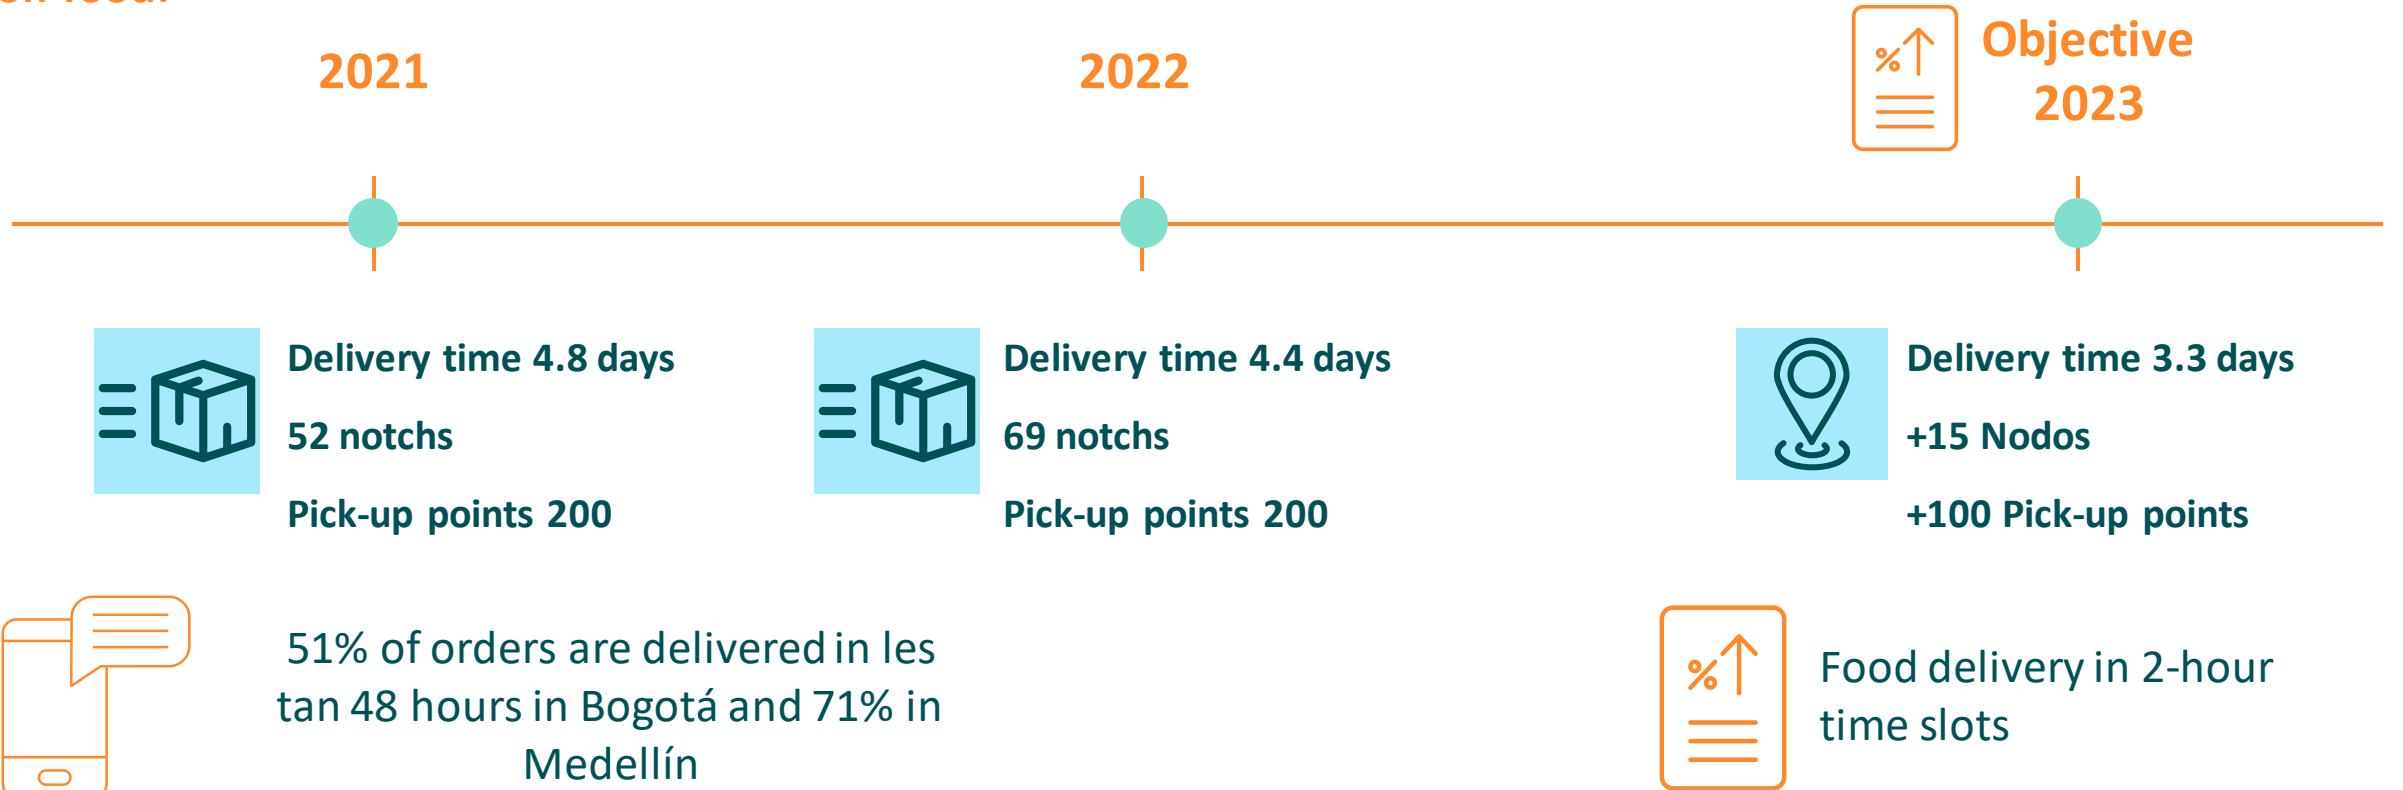 2021
2022
Objective
2023
%
Delivery time 4.8 days
52 notchs
Pick-up points 200
Delivery time 4.4 days
69 notchs
Pick-up points 200
Delivery time 3.3 days
+15 Nodos
+100 Pick-up points
51% of orders are delivered in les
tan 48 hours in Bogotá and 71% in
Medellín
%
Food delivery in 2-hour
time slots